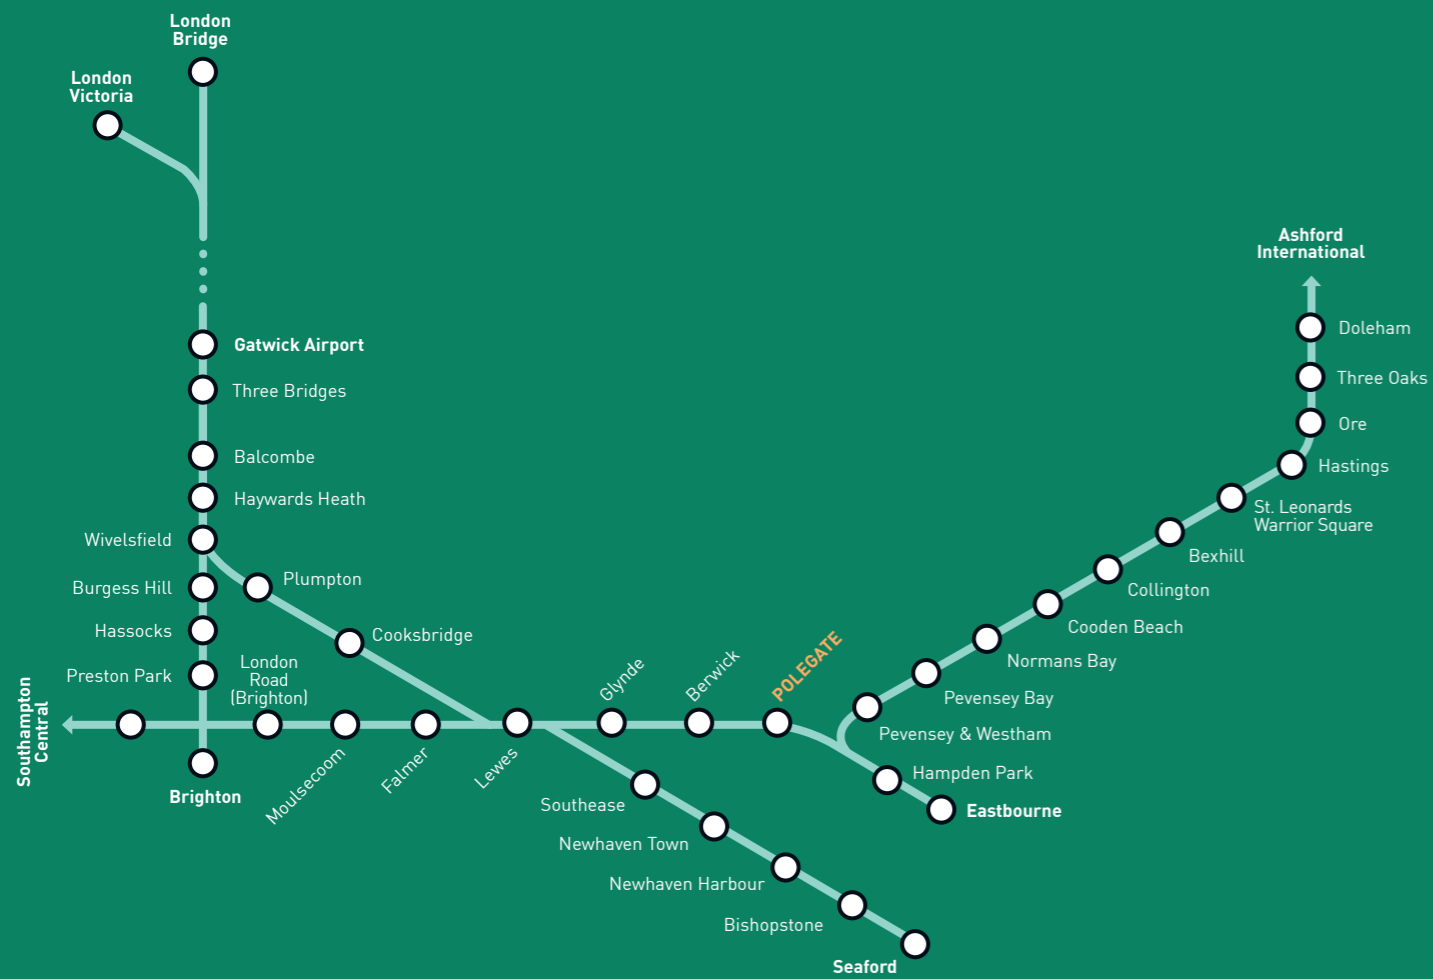 London
Bridge
London
Victoria
Ashford
International
Doleham
Gatwick Airport
Three Oaks
Three Bridges
Ore
Balcombe
Hastings
Haywards Heath
St. Leonards
Warrior Square
Wivelsfield
Bexhill
Plumpton
Burgess Hill
Collington
Hassocks
Cooksbridge
Cooden Beach
London
Road
(Brighton)
Preston Park
Glynde
Berwick
POLEGATE
Normans Bay
Pevensey Bay
Southampton
Central
Pevensey & Westham
Moulsecoom
Falmer
Lewes
Hampden Park
Brighton
Southease
Eastbourne
Newhaven Town
Newhaven Harbour
Bishopstone
Seaford